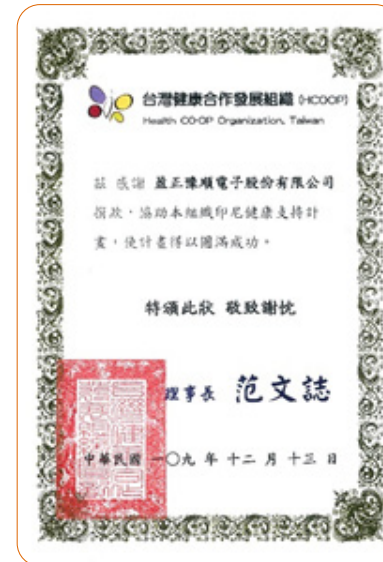 台灣健康合作發展組織 (HCOOP)
Health CO-OP Organization, Taiwan
茲 感謝 盈正豫順電子股份有限公司
捐款,協助本組織印尼健康支持計
畫,使計畫得以圓滿成功。
特頒此狀 敬致謝忱
理事長 范文誌
中華民國 一〇九 年 十二 月 十三 日